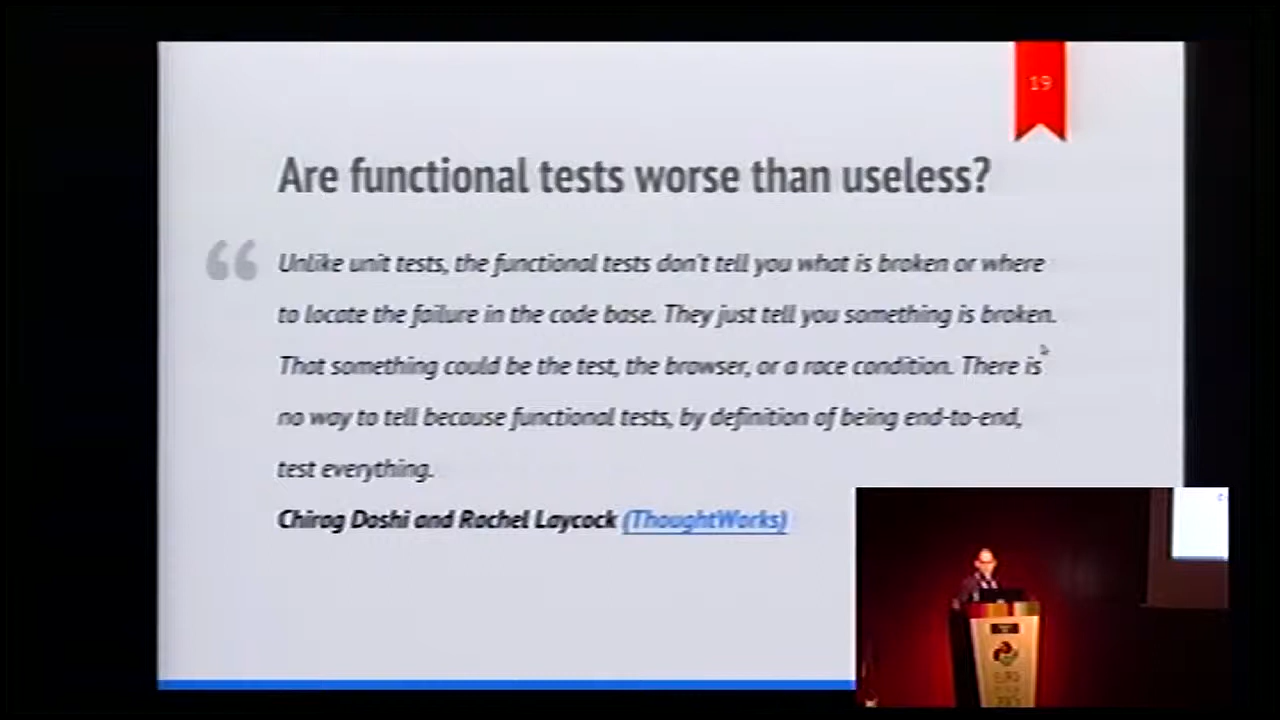 19
Are functional tests worse than useless?
“
Unlike unit tests, the functional tests don't tell you what is broken or where
to locate the failure in the code base. They just tell you something is broken.
That something could be the test, the browser, or a race condition. There is
no way to tell because functional tests, by definition of being end-to-end,
test everything.
Chirag Doshi and Rachel Laycock (ThoughtWorks)